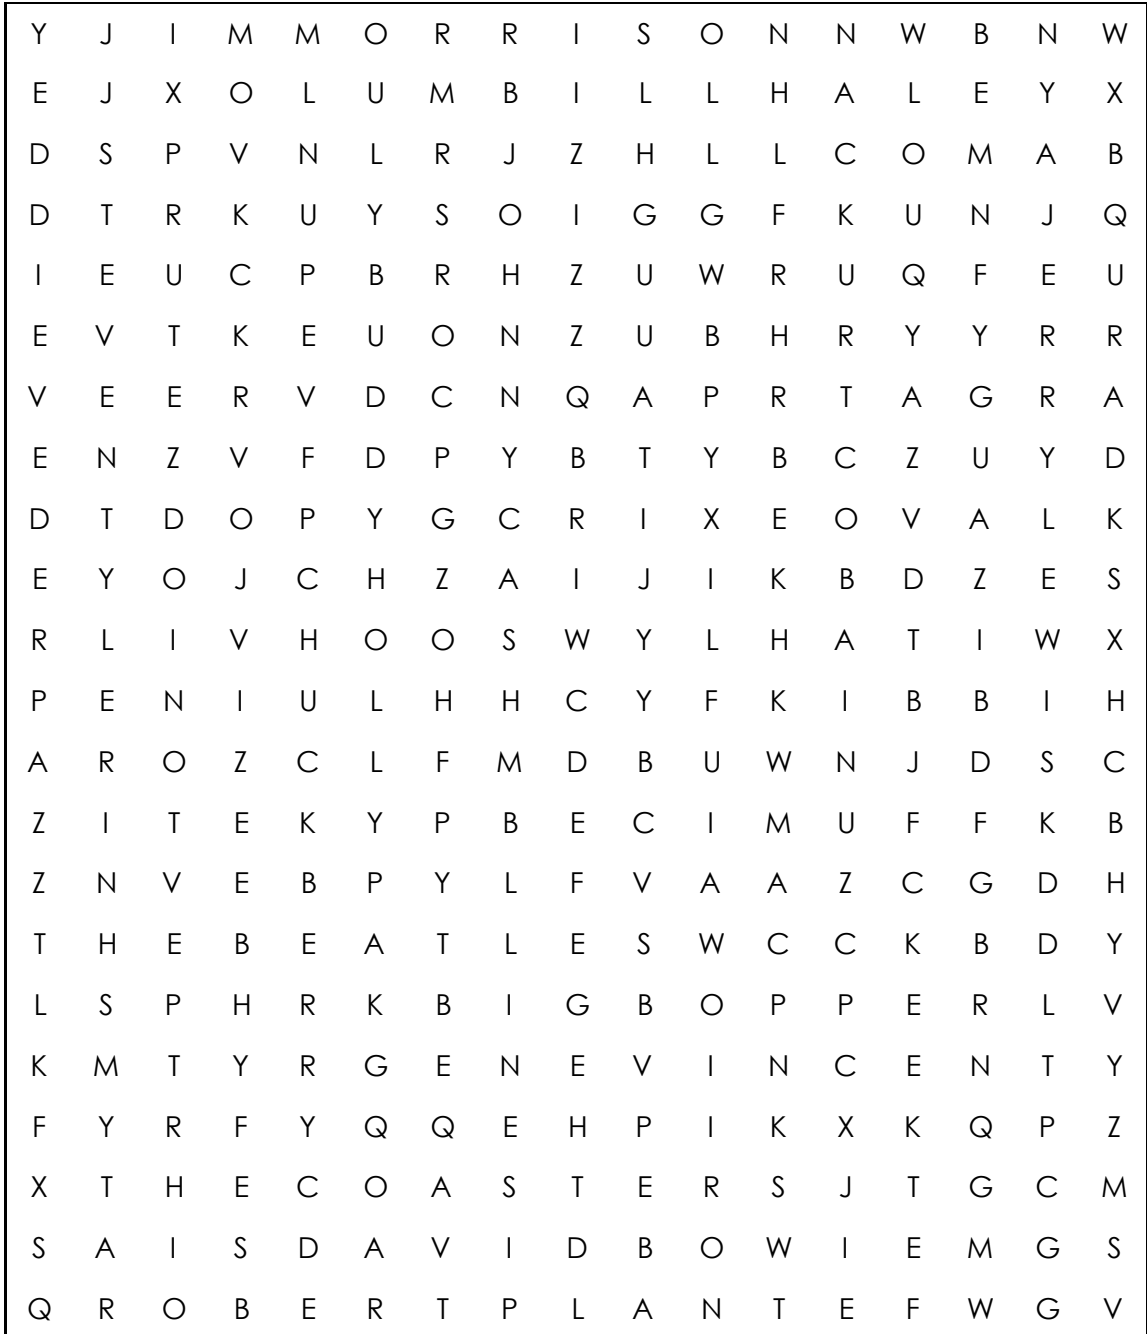 Y J I M M O R R I S O N N W B N W
E J X O L U M B I L L H A L E Y X
D S P V N L R J Z H L L C O M A B
D T R K U Y S O I G G F K U N J Q
I E U C P B R H Z U W R U Q F E U
E V T K E U O N Z U B H R Y Y R R
V E E R V D C N Q A P R T A G R A
E N Z V F D P Y B T Y B C Z U Y D
D T D O P Y G C R I X E O V A L K
E Y O J C H Z A I J I K B D Z E S
R L I V H O O S W Y L H A T I W X
P E N I U L H H C Y F K I B B I H
A R O Z C L F M D B U W N J D S C
Z I T E K Y P B E C I M U F F K B
Z N V E B P Y L F V A A Z C G D H
T H E B E A T L E S W C C K B D Y
L S P H R K B I G B O P P E R L V
K M T Y R G E N E V I N C E N T Y
F Y R F Y Q Q E H P I K X K Q P Z
X T H E C O A S T E R S J T G C M
S A I S D A V I D B O W I E M G S
Q R O B E R T P L A N T E F W G V